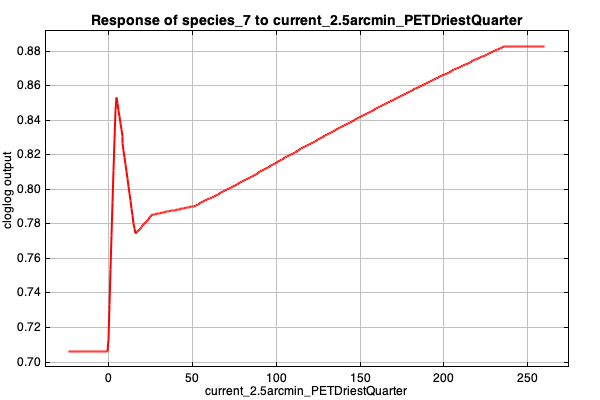 Response of species_7 to current_2.5arcmin_PETDriestQuarter
0.88
0.86
0.84
0.82
0.80
0.78
0.76
0.74
0.72
0.70
cloglog output
0 50 100 150 200 250
current_2.5arcmin_PETDriestQuarter